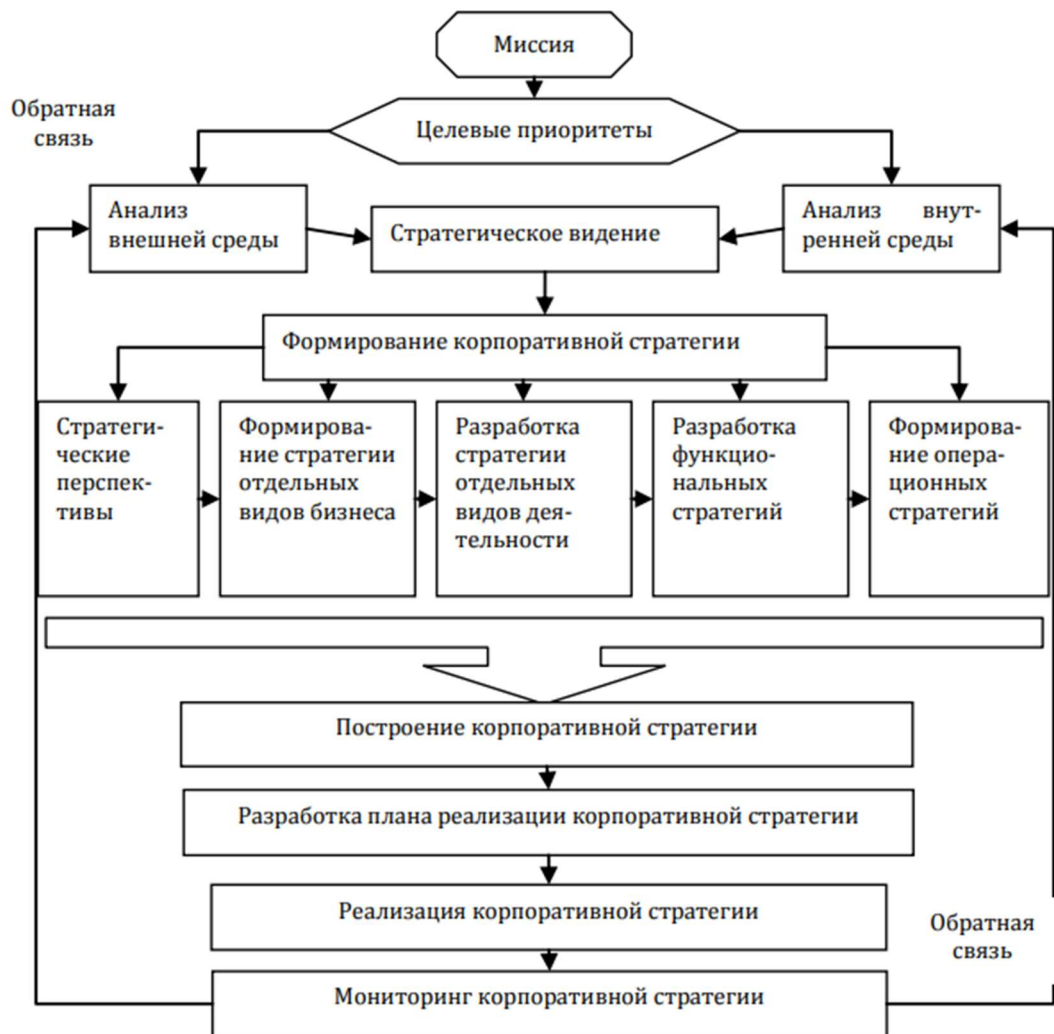 Миссия
Обратная
связь
Целевые приоритеты
Анализ
внешней среды
Стратегическое видение
Анализ внут-
ренней среды
Формирование корпоративной стратегии
Стратеги-
ческие
перспек-
тивы
Формирова-
ние стратегии
отдельных
видов бизнеса
Разработка
стратегии
отдельных
видов дея-
тельности
Разработка
функцио-
нальных
стратегий
Формирова-
ние опера-
ционных
стратегий
Построение корпоративной стратегии
Разработка плана реализации корпоративной стратегии
Реализация корпоративной стратегии
Обратная
связь
Мониторинг корпоративной стратегии